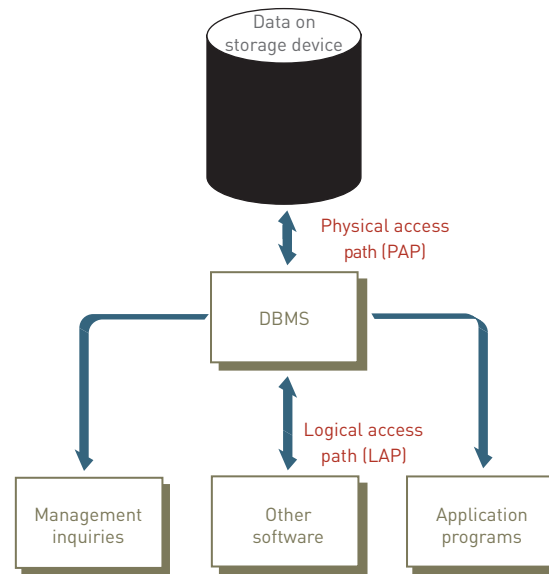 Data on
storage device
Physical access
path (PAP)
DBMS
Logical access
path (LAP)
Management
inquiries
Other
software
Application
programs